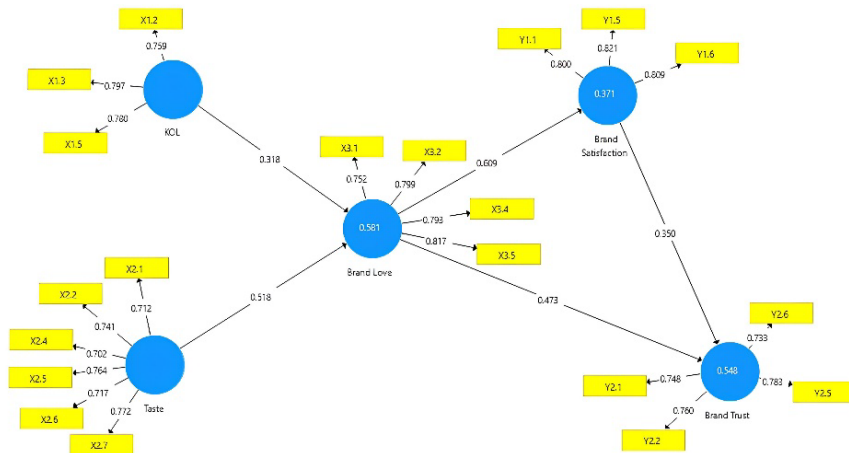 X1.2
0.759
X1.3
0.797
X1.5
0.780
KOL
0.318
Y1.5
Y1.1
0.821
0.800
Y1.6
0.809
0.371
Brand
Satisfaction
X3.1
X3.2
0.752
0.799
0.609
X3.4
0.793
0.581
0.817
X3.5
Brand Love
0.350
X2.1
0.518
0.473
X2.2
0.712
0.741
X2.4
0.702
X2.5
0.764
0.717
X2.6
0.772
X2.7
Taste
Y2.6
0.733
0.548
Y2.1
0.748
0.783
Y2.5
0.760
Y2.2
Brand Trust